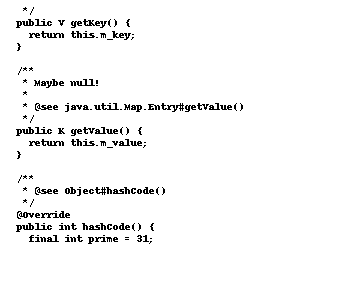 */
public V getKey() {
return this.m_key;
}
/**
* Maybe null!
*
* @see java.util.Map.Entry#getValue()
*/
public K getValue() {
return this.m_value;
}
/**
* @see Object#hashCode()
*/
@Override
public int hashCode() {
final int prime = 31;